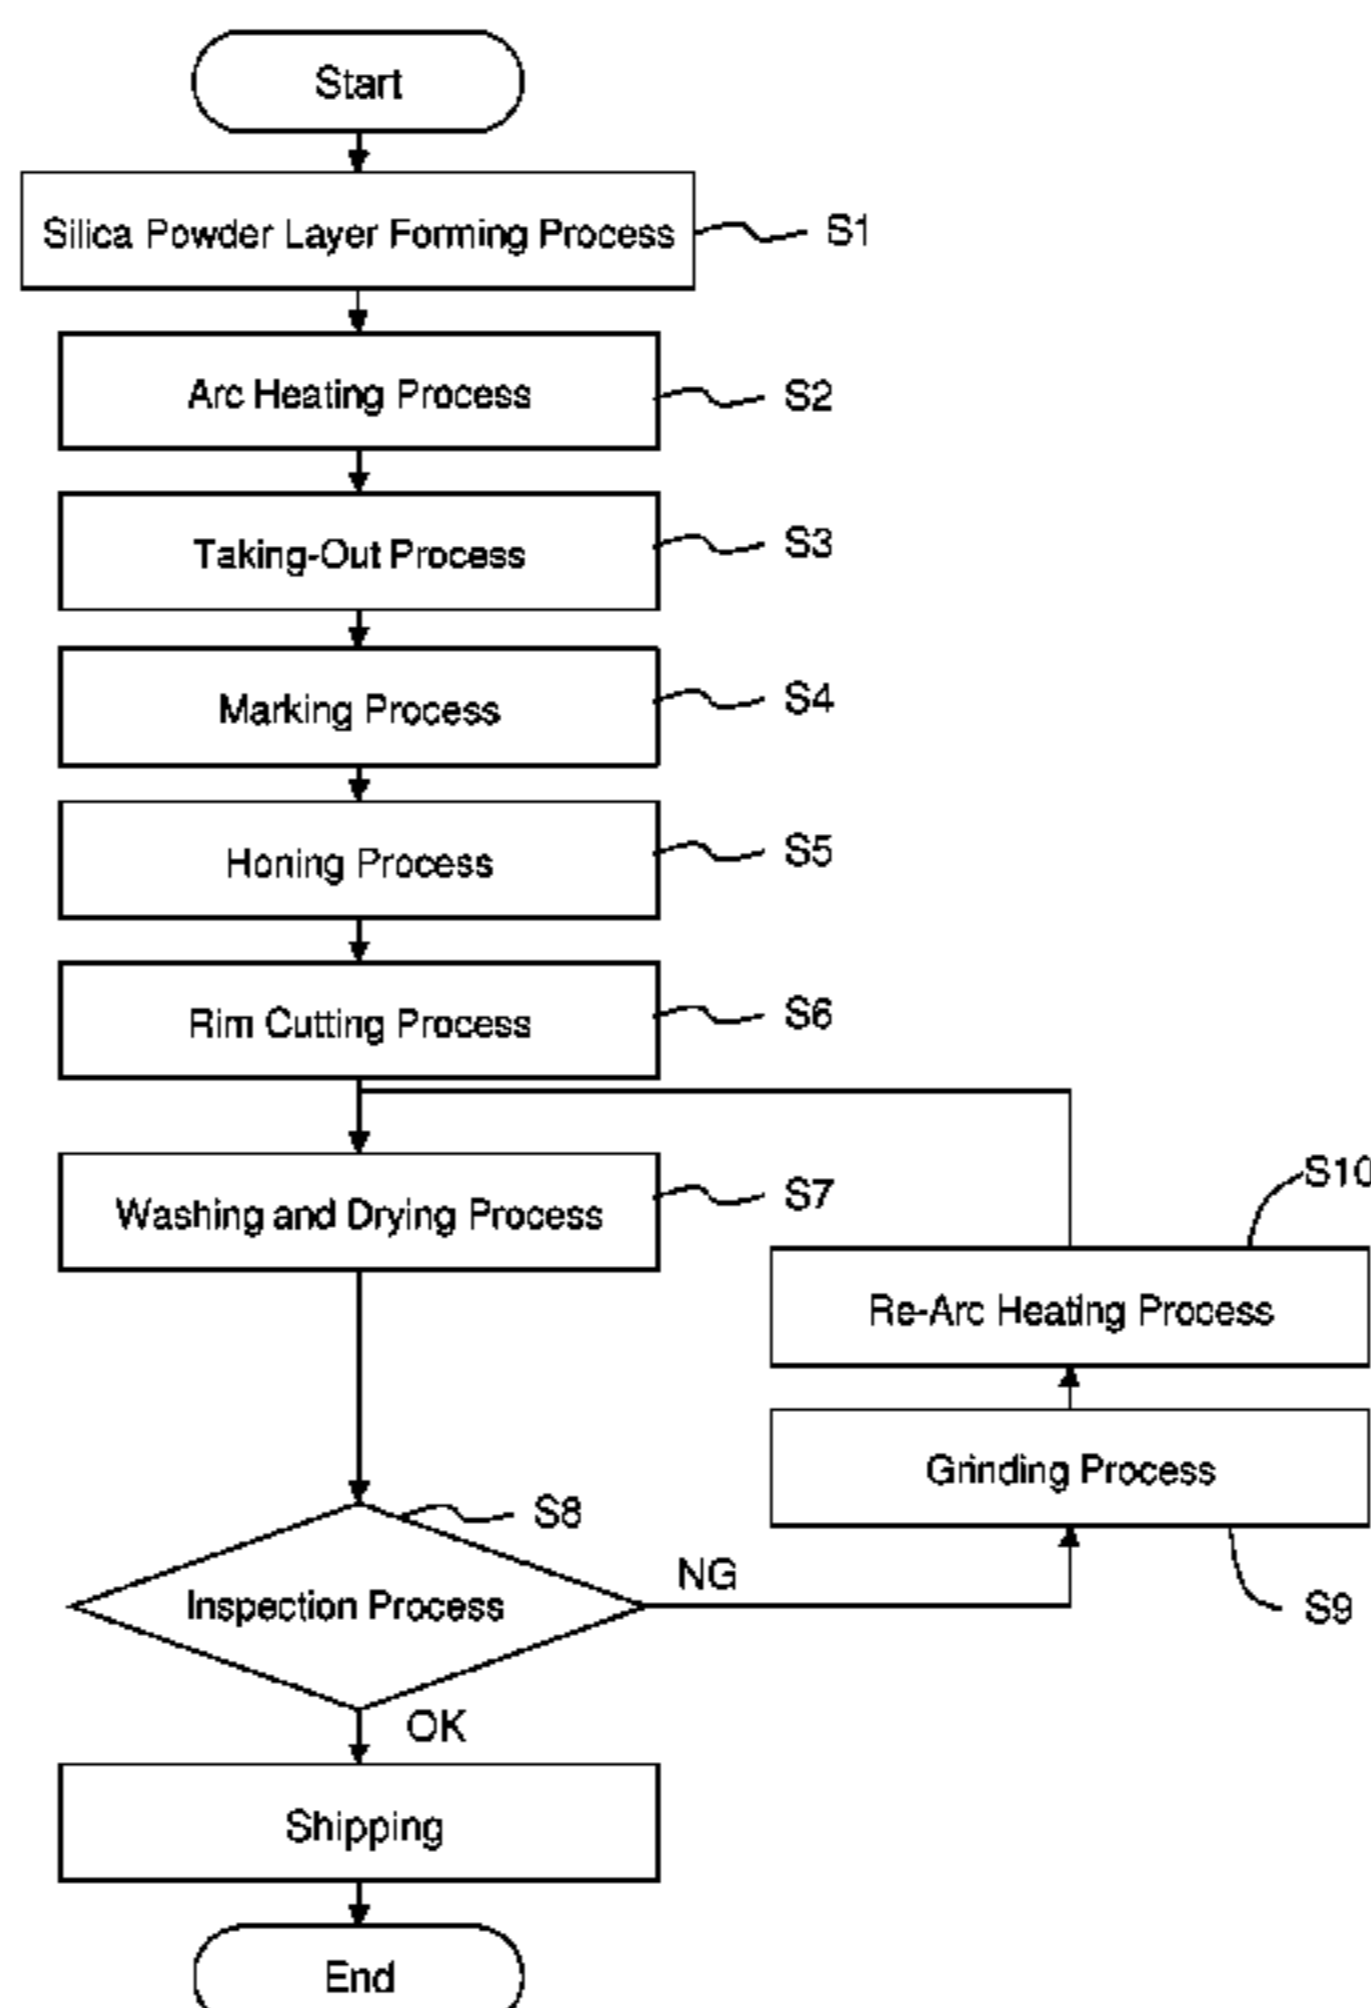 Start
Silica Powder Layer Forming Process
S1
Arc Heating Process
S2
Taking-Out Process
S3
Marking Process
S4
Honing Process
S5
Rim Cutting Process
S6
Washing and Drying Process
S7
S10
Re-Arc Heating Process
Grinding Process
S9
S8
Inspection Process
NG
OK
Shipping
End